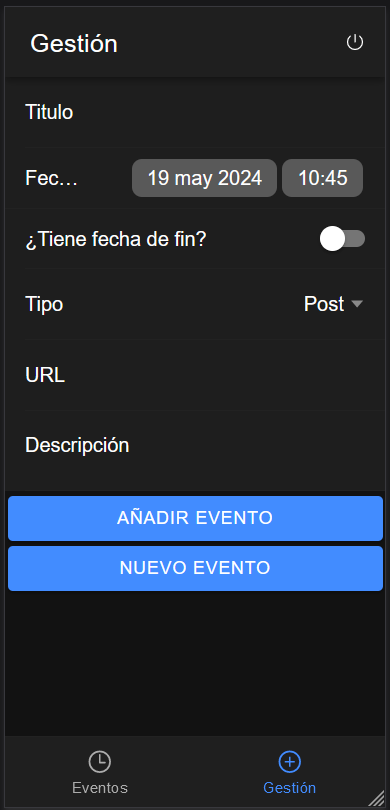 Gestión
Titulo
Fec... 19 may 2024 10:45
¿Tiene fecha de fin?
Tipo Post
URL
Descripción
AÑADIR EVENTO
NUEVO EVENTO
Eventos Gestión